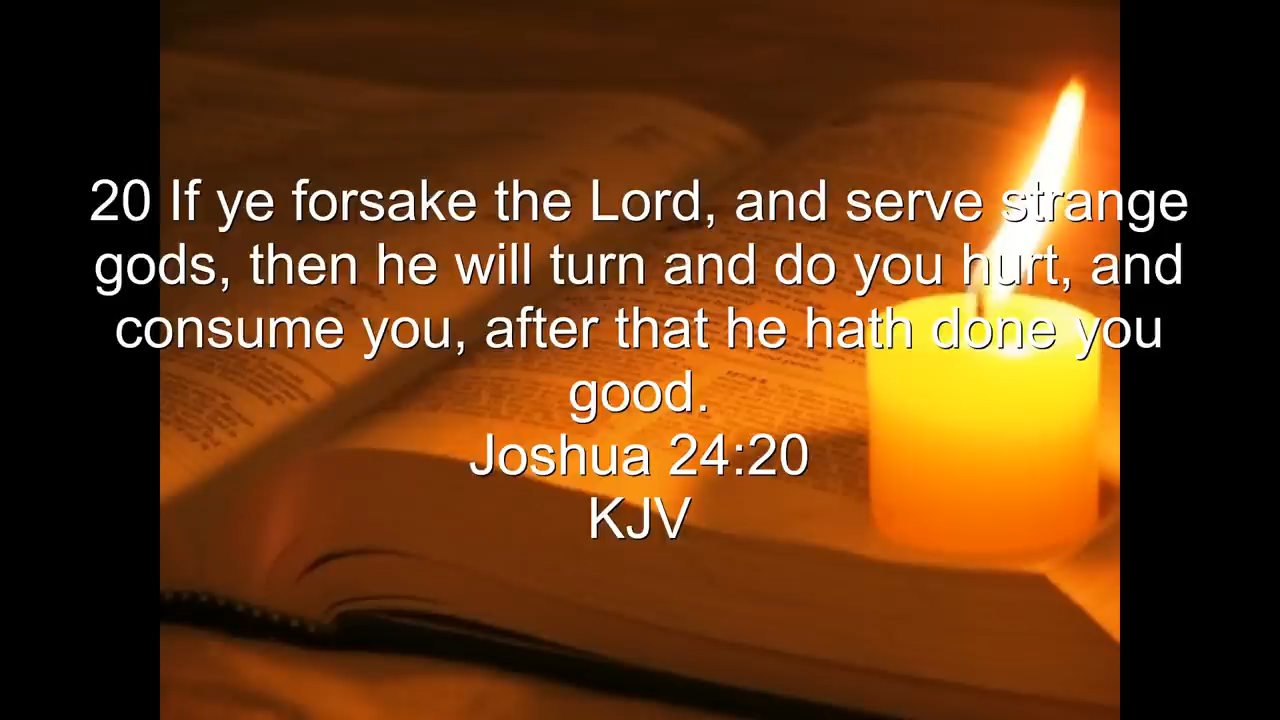 20 If ye forsake the Lord, and serve strange
gods, then he will turn and do you hurt, and
consume you, after that he hath done you
good.
Joshua 24:20
KJV